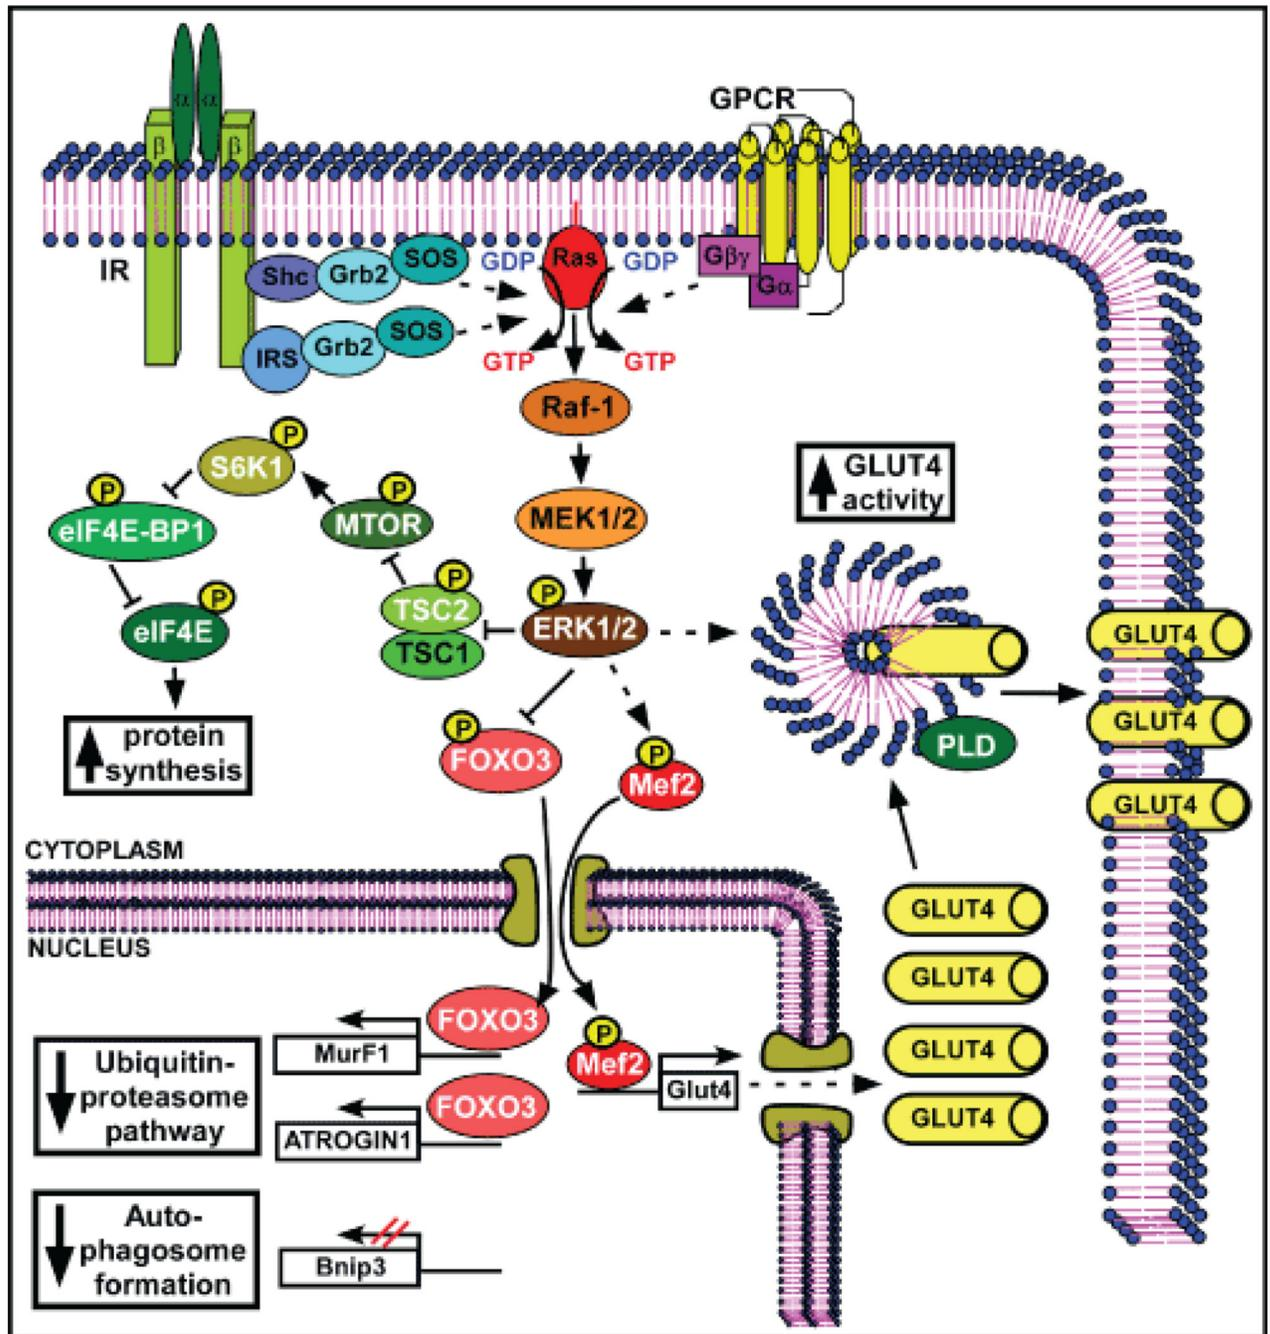 α
α
GPCR
β
β
IR
Shc
Grb2
SOS
GDP
Ras
GDP
Gβγ
Gα
IRS
Grb2
SOS
GTP
GTP
Raf-1
P
S6K1
P
eIF4E-BP1
P
MTOR
MEK1/2
GLUT4
activity
P
eIF4E
P
TSC2
TSC1
P
ERK1/2
GLUT4
GLUT4
GLUT4
protein
synthesis
P
FOXO3
P
Mef2
PLD
CYTOPLASM
NUCLEUS
GLUT4
GLUT4
GLUT4
GLUT4
Ubiquitin-
proteasome
pathway
FOXO3
MurF1
FOXO3
ATROGIN1
P
Mef2
Glut4
Auto-
phagosome
formation
Bnip3